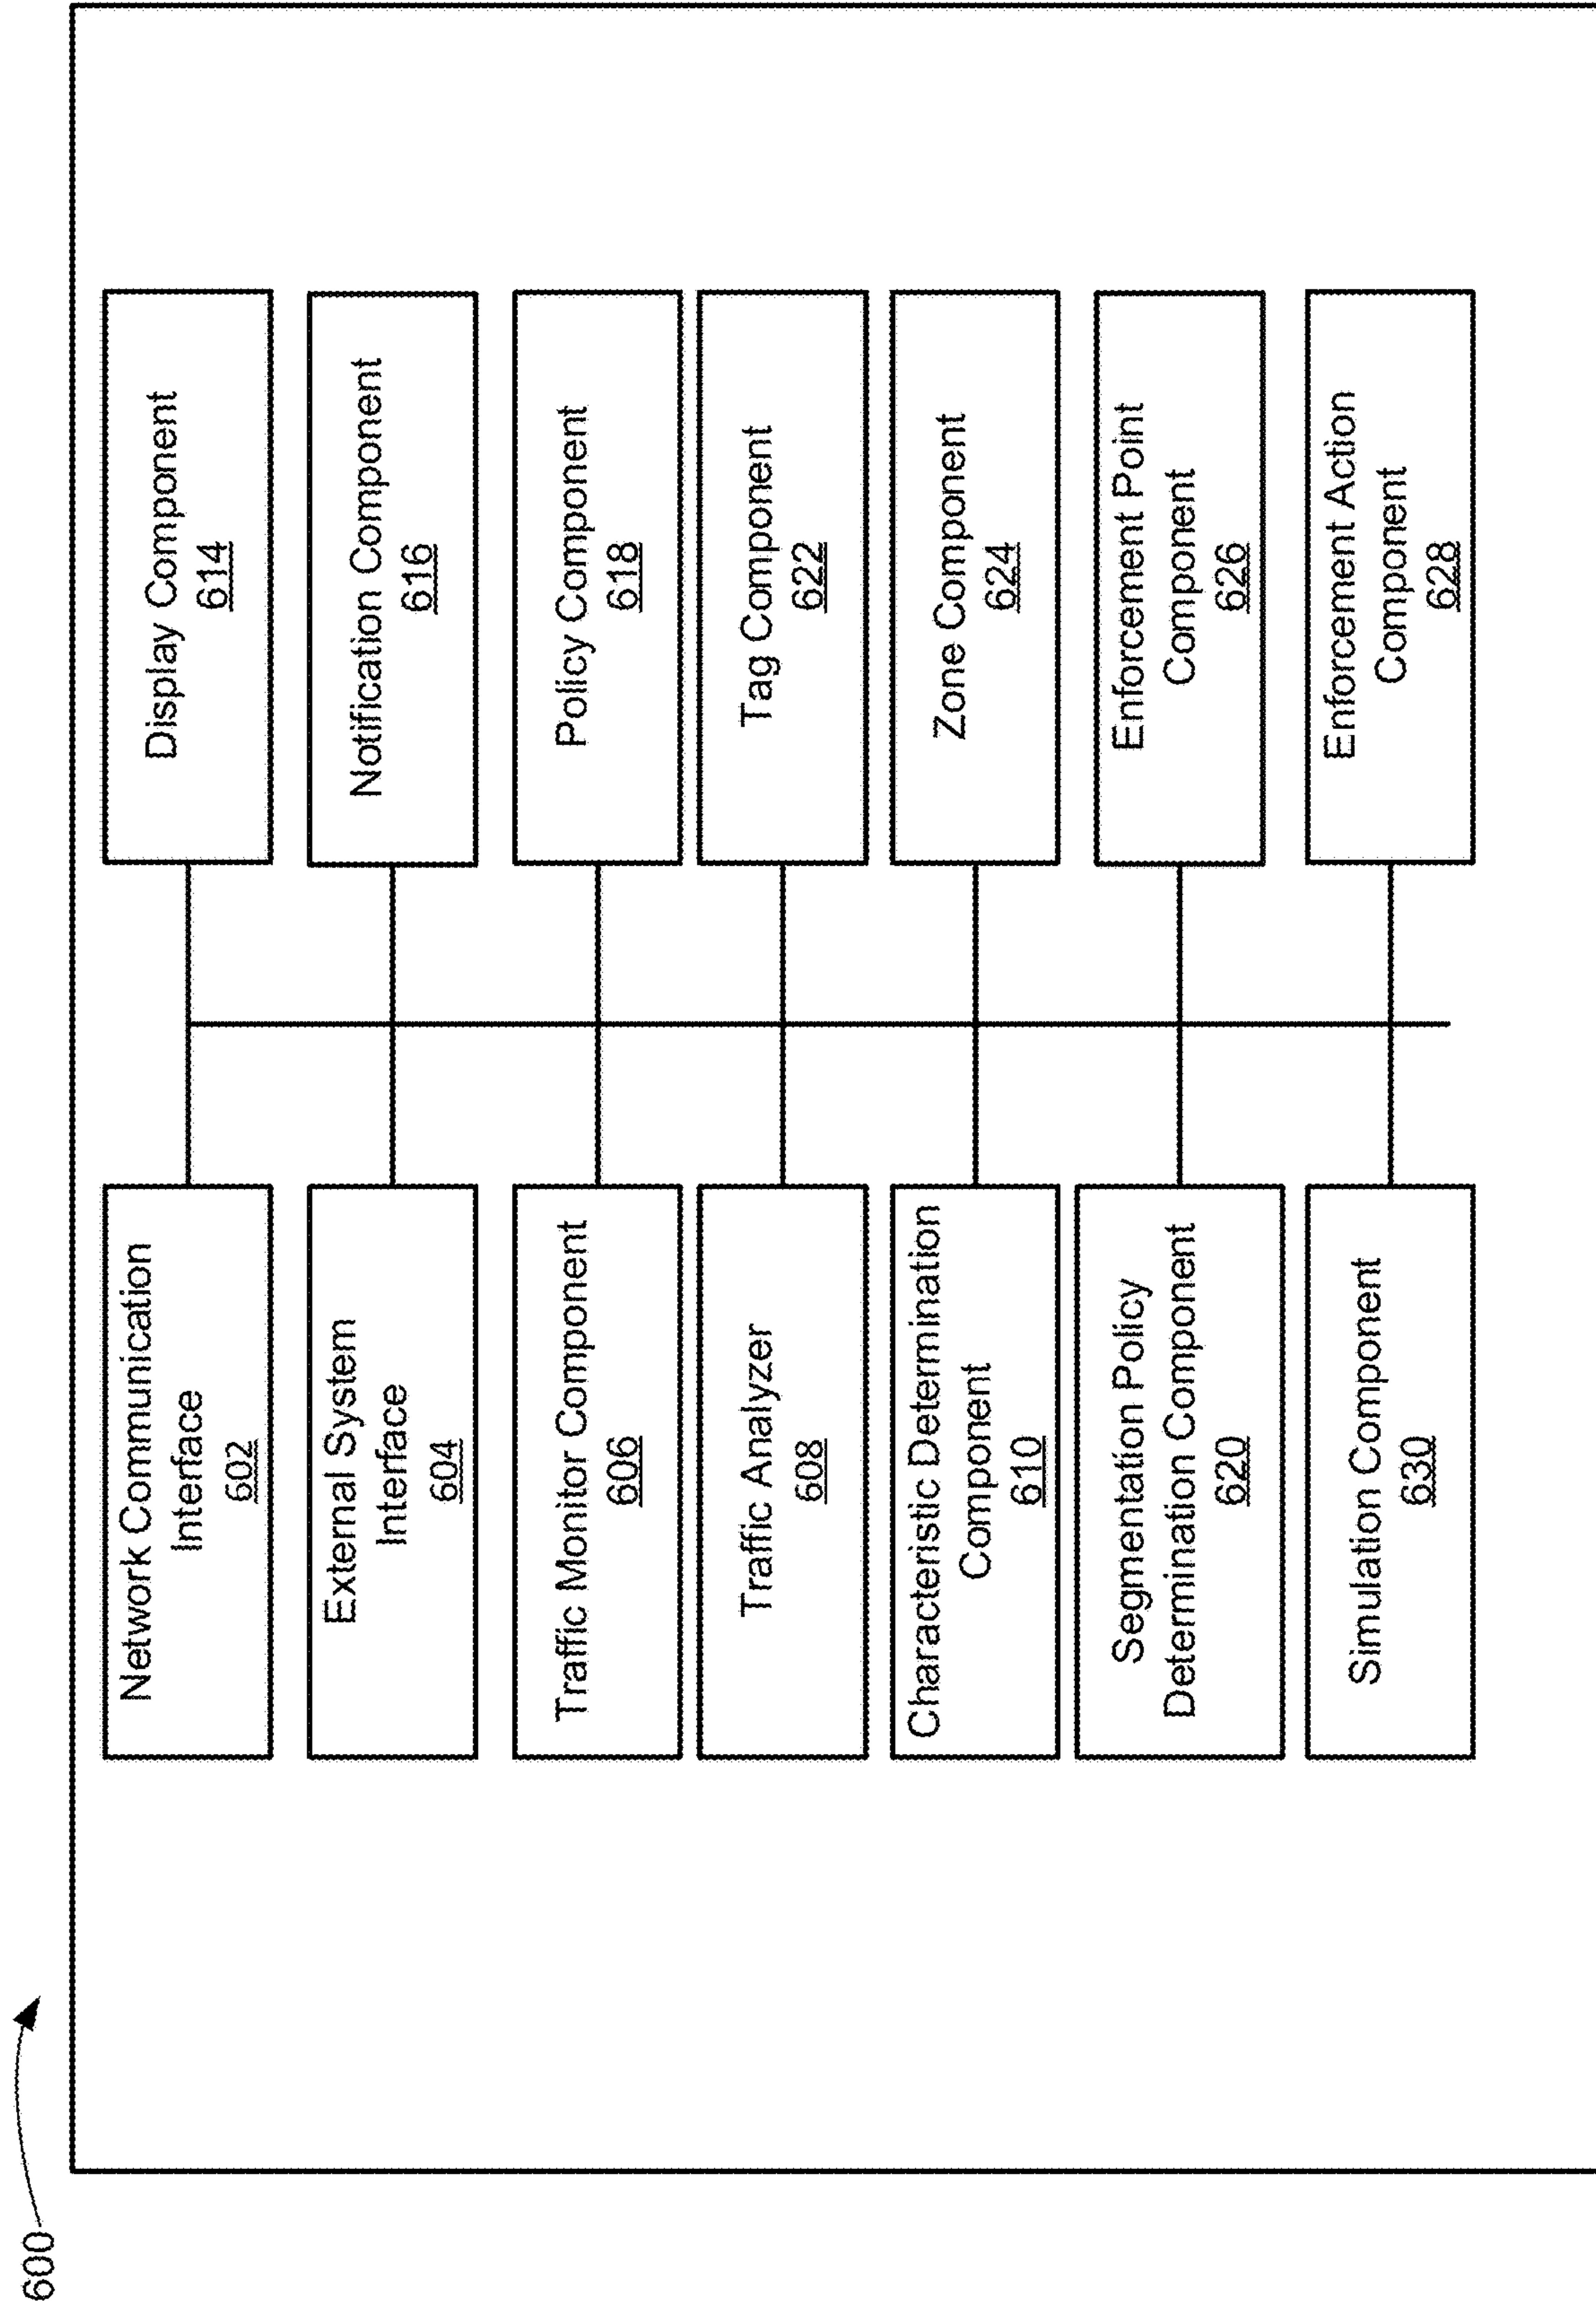 600
Network Communication
Interface
602
Display Component
614
External System
Interface
604
Notification Component
616
Traffic Monitor Component
606
Policy Component
618
Traffic Analyzer
608
Tag Component
622
Characteristic Determination
Component
610
Zone Component
624
Segmentation Policy
Determination Component
620
Enforcement Point
Component
626
Simulation Component
630
Enforcement Action
Component
628